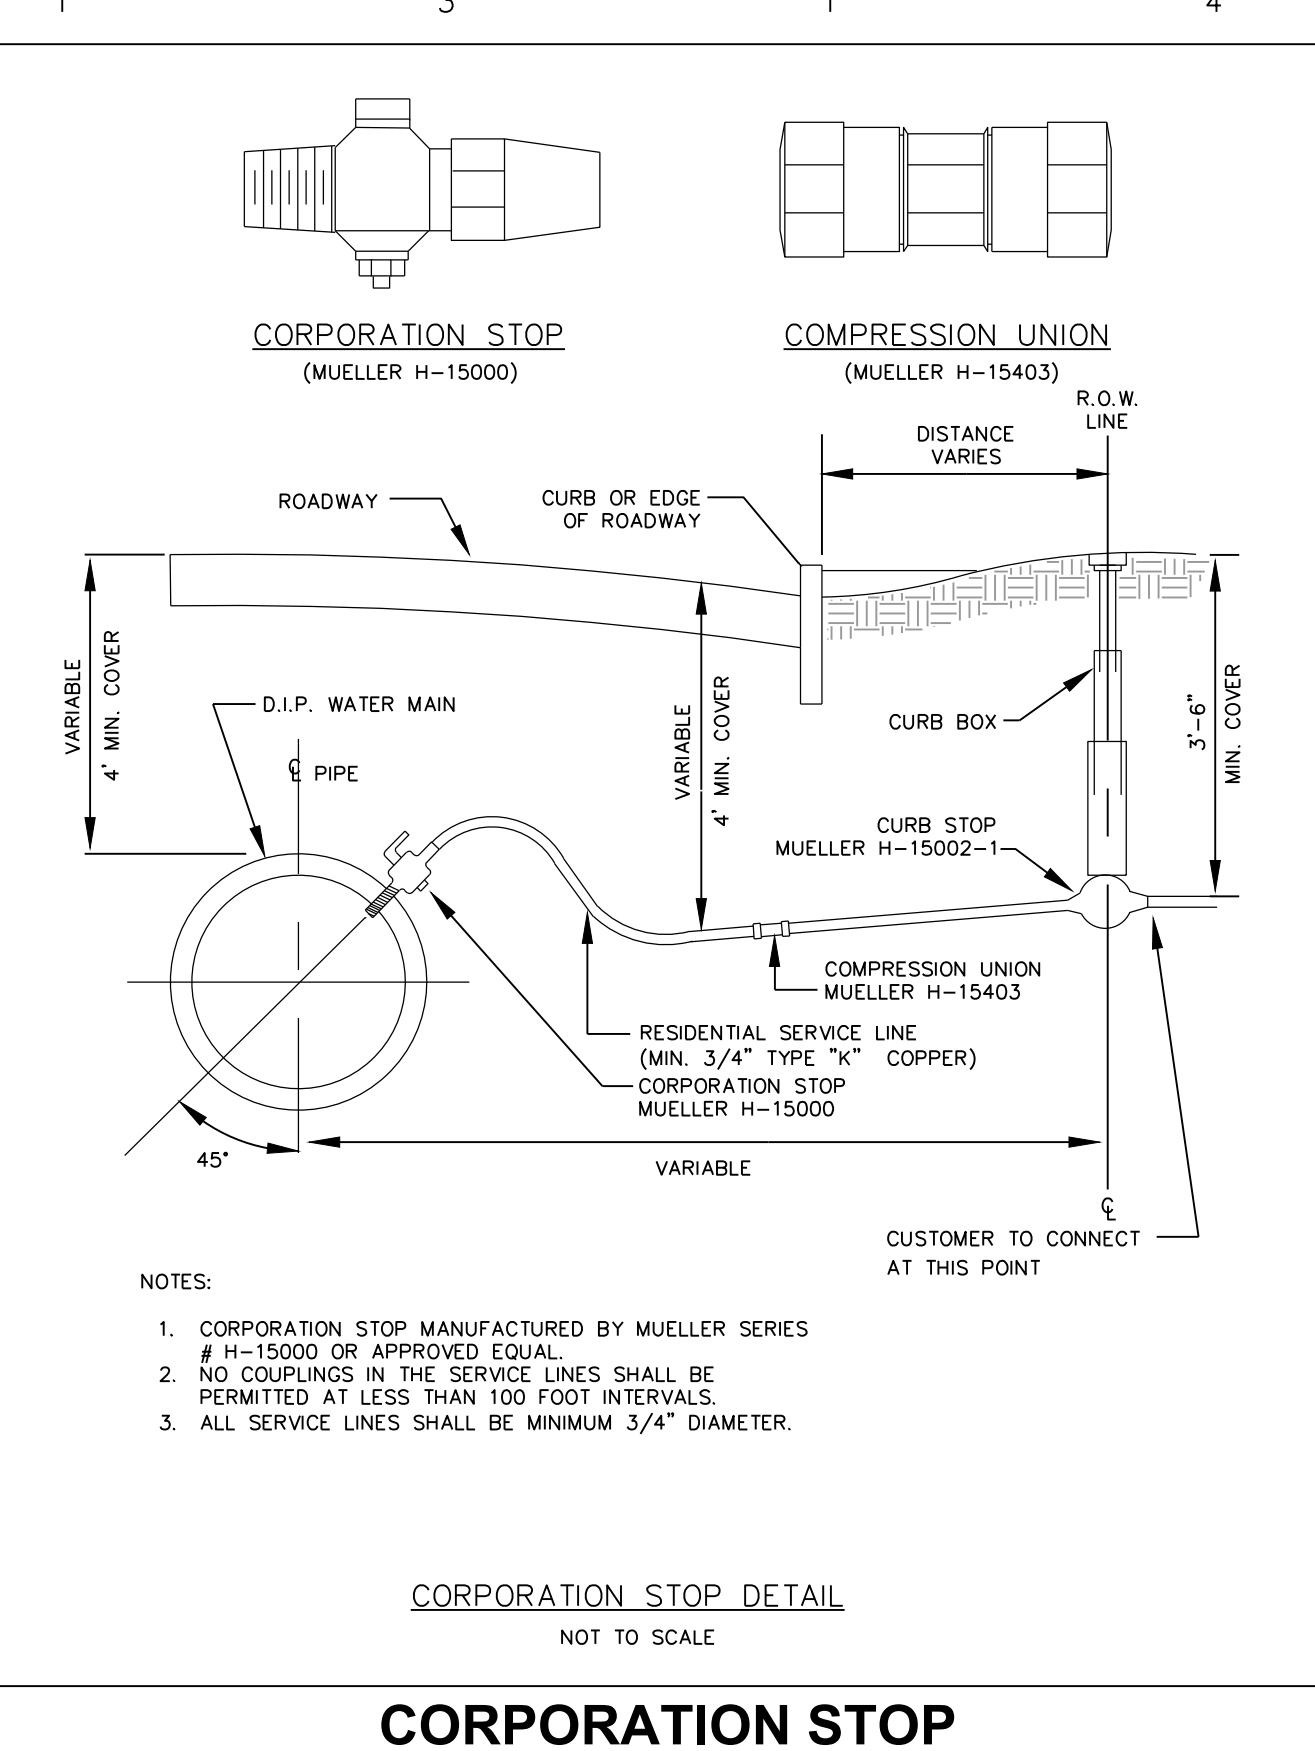 1 3 1 4
CORPORATION STOP
(MUELLER H-15000)
COMPRESSION UNION
(MUELLER H-15403)
R.O.W.
LINE
DISTANCE
VARIES
ROADWAY
CURB OR EDGE
OF ROADWAY
VARIABLE
4' MIN. COVER
D.I.P. WATER MAIN
℄ PIPE
VARIABLE
4' MIN. COVER
CURB BOX
3'-6"
MIN. COVER
CURB STOP
MUELLER H-15002-1
COMPRESSION UNION
MUELLER H-15403
RESIDENTIAL SERVICE LINE
(MIN. 3/4" TYPE "K" COPPER)
CORPORATION STOP
MUELLER H-15000
45°
VARIABLE
℄
CUSTOMER TO CONNECT
AT THIS POINT
NOTES:
1. CORPORATION STOP MANUFACTURED BY MUELLER SERIES
# H-15000 OR APPROVED EQUAL.
2. NO COUPLINGS IN THE SERVICE LINES SHALL BE
PERMITTED AT LESS THAN 100 FOOT INTERVALS.
3. ALL SERVICE LINES SHALL BE MINIMUM 3/4" DIAMETER.
CORPORATION STOP DETAIL
NOT TO SCALE
CORPORATION STOP